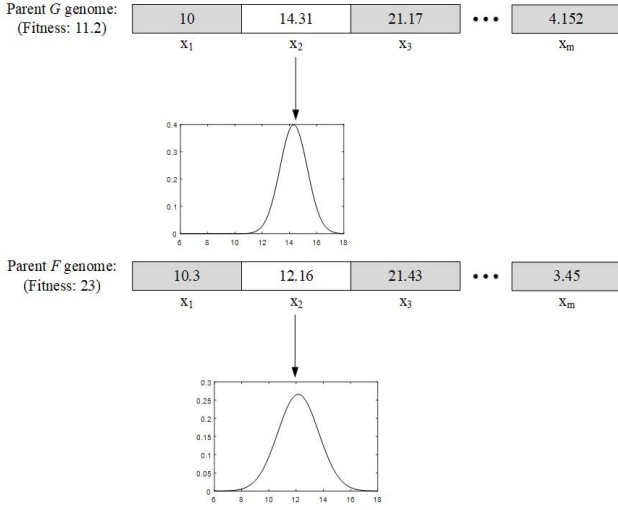 Parent G genome:
(Fitness: 11.2)
10 14.31 21.17 ••• 4.152
x1 x2 x3 xm
0.4
0.3
0.2
0.1
0
6 8 10 12 14 16 18
Parent F genome:
(Fitness: 23)
10.3 12.16 21.43 ••• 3.45
x1 x2 x3 xm
0.3
0.25
0.2
0.15
0.1
0.05
0
6 8 10 12 14 16 18